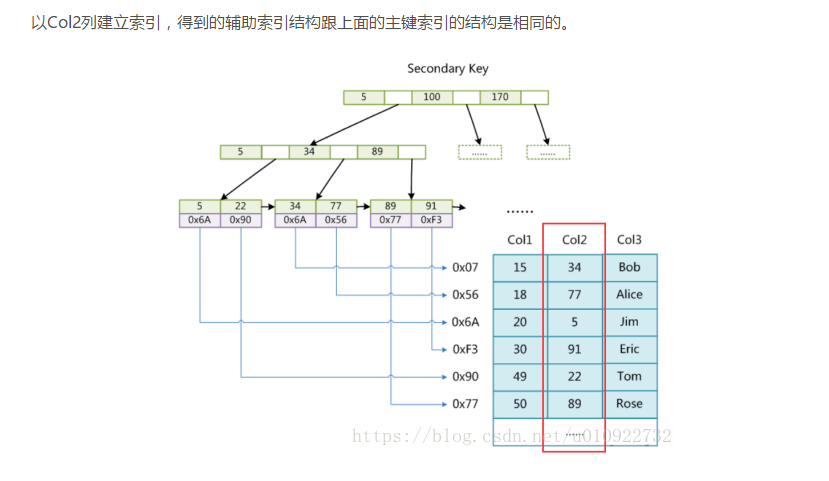 以Col2列建立索引，得到的辅助索引结构跟上面的主键索引的结构是相同的。
Secondary Key
5 100 170
5 34 89 ...... ......
5 22 34 77 89 91 ......
0x6A 0x90 0x6A 0x56 0x77 0xF3
Col1 Col2 Col3
0x07 15 34 Bob
0x56 18 77 Alice
0x6A 20 5 Jim
0xF3 30 91 Eric
0x90 49 22 Tom
0x77 50 89 Rose
......
https://blog.csdn.net/u010922732